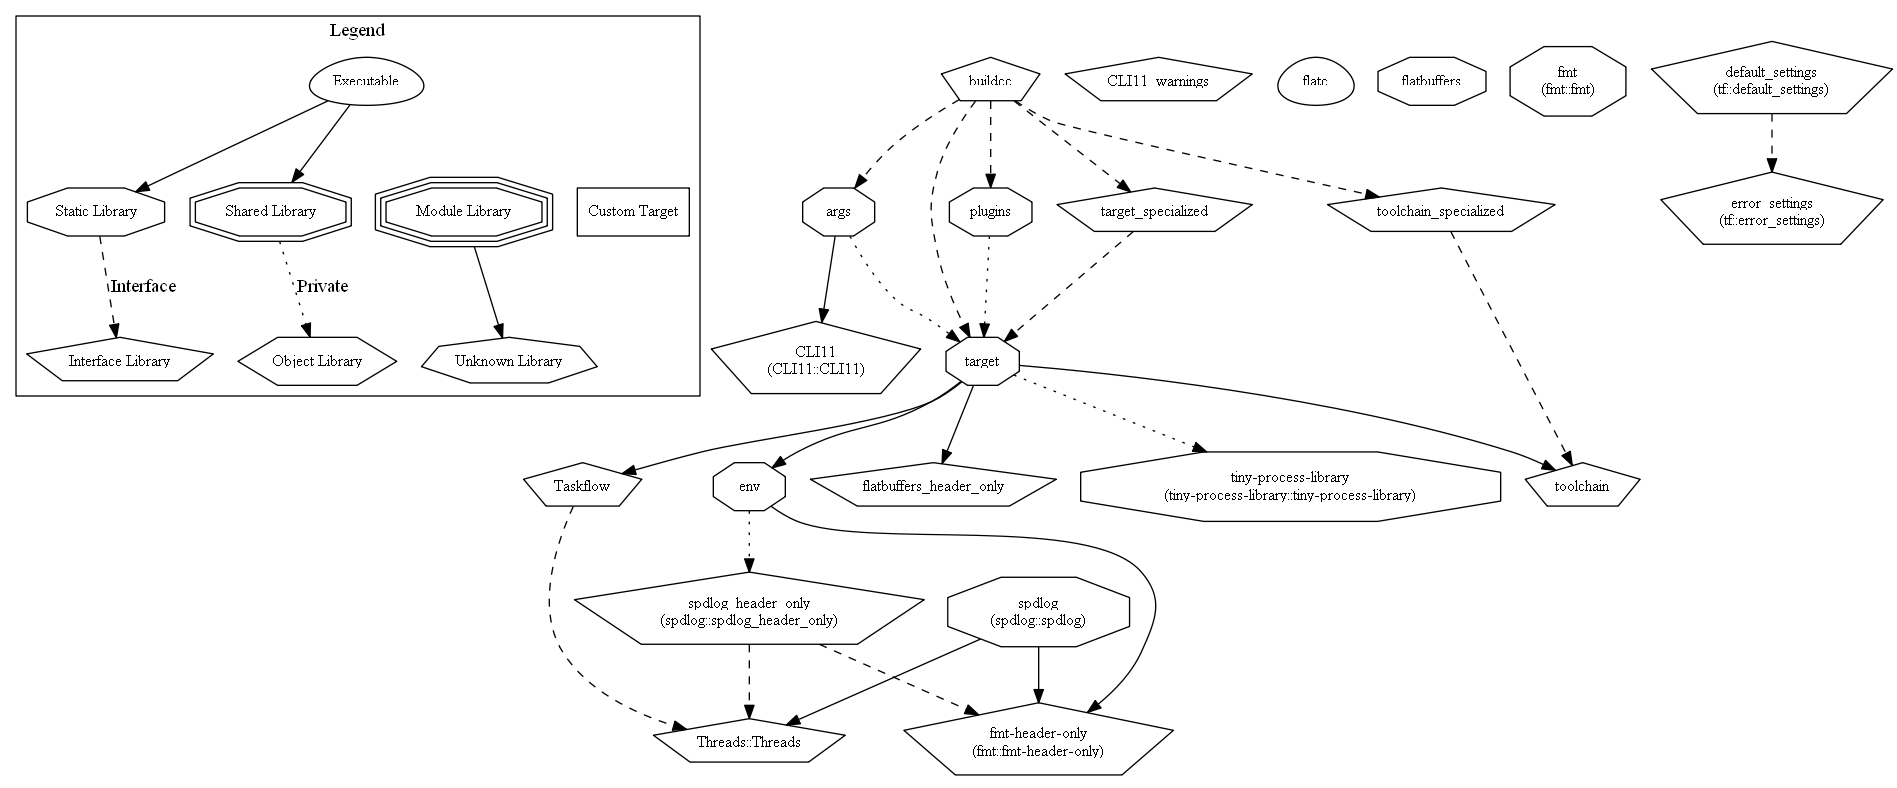 Legend
Executable
Static Library
Shared Library
Module Library
Custom Target
Interface
Private
Interface Library
Object Library
Unknown Library
buildcc
CLI11_warnings
flatc
flatbuffers
fmt
(fmt::fmt)
default_settings
(tf::default_settings)
args
plugins
target_specialized
toolchain_specialized
error_settings
(tf::error_settings)
CLI11
(CLI11::CLI11)
target
Taskflow
env
flatbuffers_header_only
tiny-process-library
(tiny-process-library::tiny-process-library)
toolchain
spdlog_header_only
(spdlog::spdlog_header_only)
spdlog
(spdlog::spdlog)
Threads::Threads
fmt-header-only
(fmt::fmt-header-only)